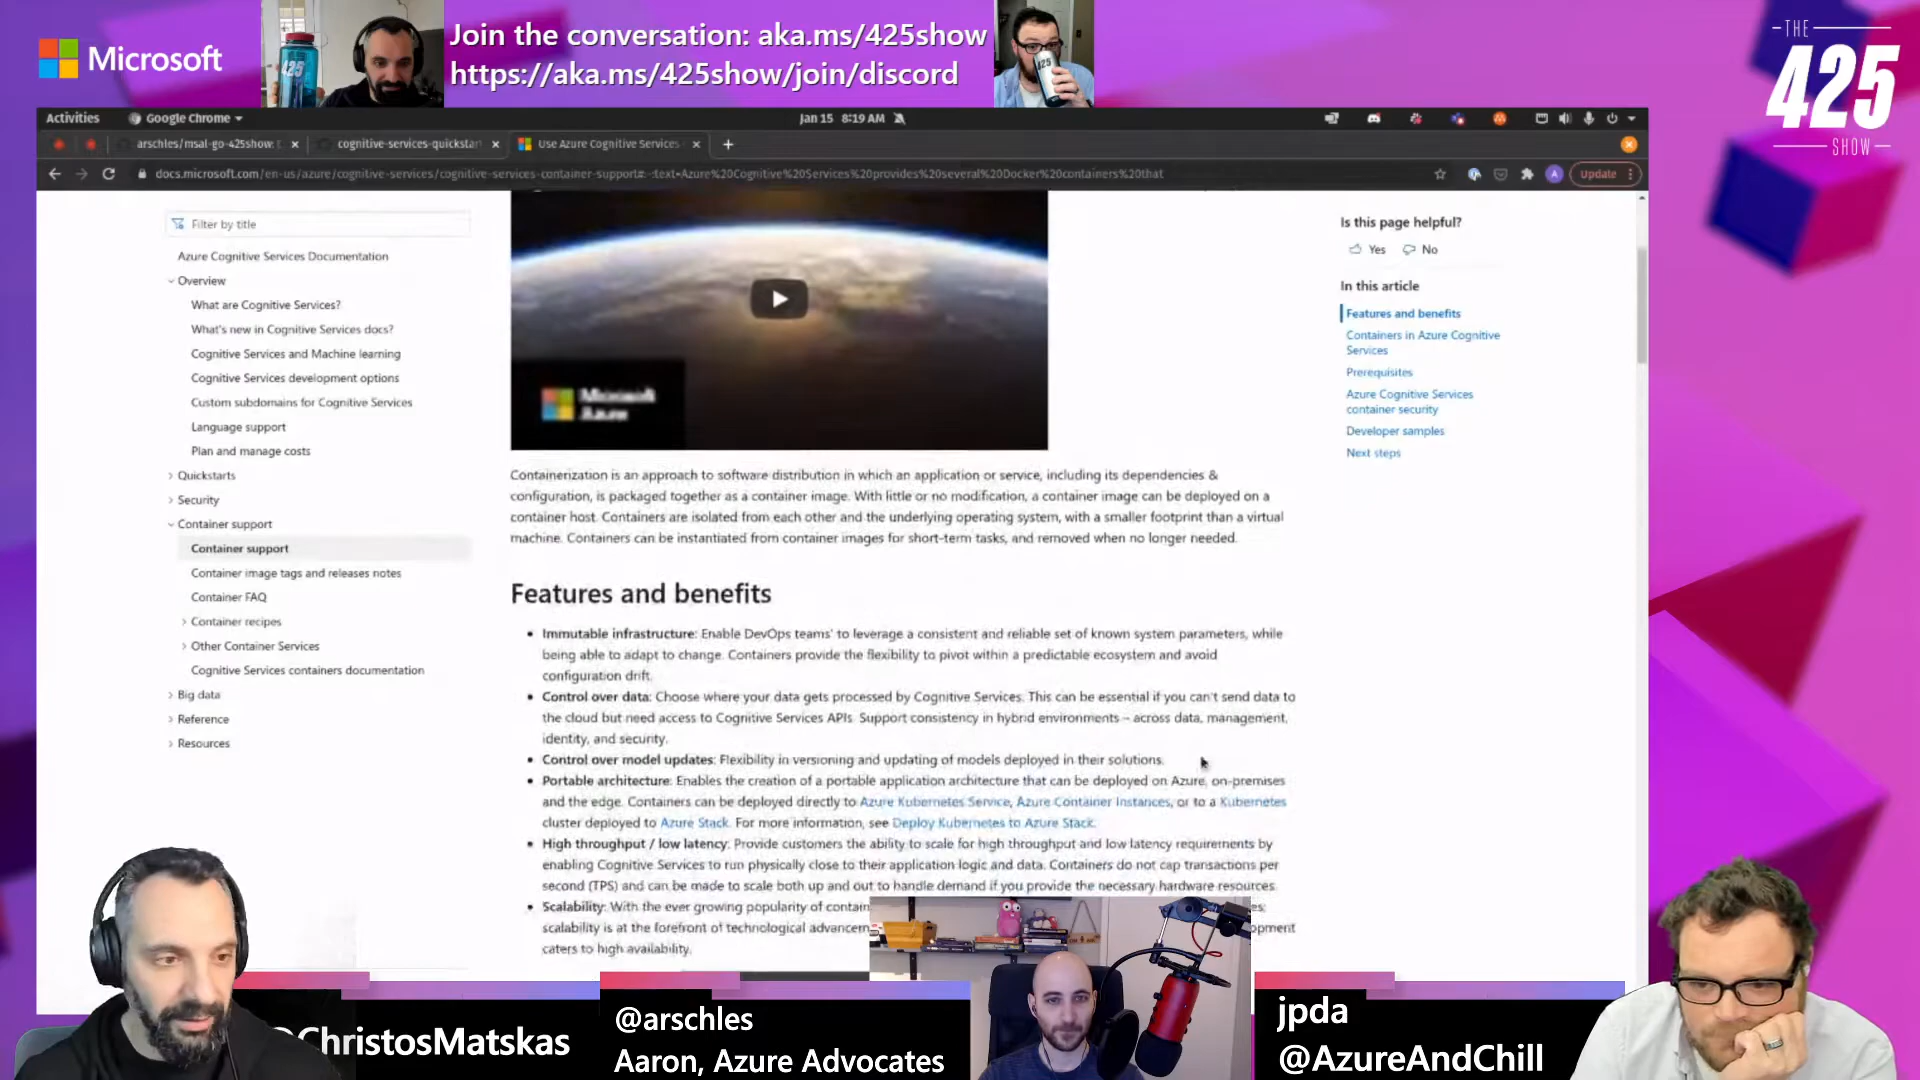 Microsoft
425
Join the conversation: aka.ms/425show
https://aka.ms/425show/join/discord
425
-THE-
425
SHOW
Activities
Google Chrome
Jan 15 8:19 AM
arschles/msal-go-425show:
cognitive-services-quickstart
Use Azure Cognitive Services
docs.microsoft.com/en-us/azure/cognitive-services/cognitive-services-container-support#:~:text=Azure%20Cognitive%20Services%20provides%20several%20Docker%20containers%20that
A
Update
Filter by title
Azure Cognitive Services Documentation
Overview
What are Cognitive Services?
What's new in Cognitive Services docs?
Cognitive Services and Machine learning
Cognitive Services development options
Custom subdomains for Cognitive Services
Language support
Plan and manage costs
Quickstarts
Security
Container support
Container support
Container image tags and releases notes
Container FAQ
Container recipes
Other Container Services
Cognitive Services containers documentation
Big data
Reference
Resources
Microsoft
Azure
Containerization is an approach to software distribution in which an application or service, including its dependencies &
configuration, is packaged together as a container image. With little or no modification, a container image can be deployed on a
container host. Containers are isolated from each other and the underlying operating system, with a smaller footprint than a virtual
machine. Containers can be instantiated from container images for short-term tasks, and removed when no longer needed.
Features and benefits
• Immutable infrastructure: Enable DevOps teams' to leverage a consistent and reliable set of known system parameters, while
being able to adapt to change. Containers provide the flexibility to pivot within a predictable ecosystem and avoid
configuration drift.
• Control over data: Choose where your data gets processed by Cognitive Services. This can be essential if you can't send data to
the cloud but need access to Cognitive Services APIs. Support consistency in hybrid environments – across data, management,
identity, and security.
• Control over model updates: Flexibility in versioning and updating of models deployed in their solutions.
• Portable architecture: Enables the creation of a portable application architecture that can be deployed on Azure, on-premises
and the edge. Containers can be deployed directly to Azure Kubernetes Service, Azure Container Instances, or to a Kubernetes
cluster deployed to Azure Stack. For more information, see Deploy Kubernetes to Azure Stack.
• High throughput / low latency: Provide customers the ability to scale for high throughput and low latency requirements by
enabling Cognitive Services to run physically close to their application logic and data. Containers do not cap transactions per
second (TPS) and can be made to scale both up and out to handle demand if you provide the necessary hardware resources.
• Scalability: With the ever growing popularity of contain
scalability is at the forefront of technological advancem
caters to high availability.
Is this page helpful?
Yes No
In this article
Features and benefits
Containers in Azure Cognitive
Services
Prerequisites
Azure Cognitive Services
container security
Developer samples
Next steps
ChristosMatskas
@arschles
Aaron, Azure Advocates
jpda
@AzureAndChill